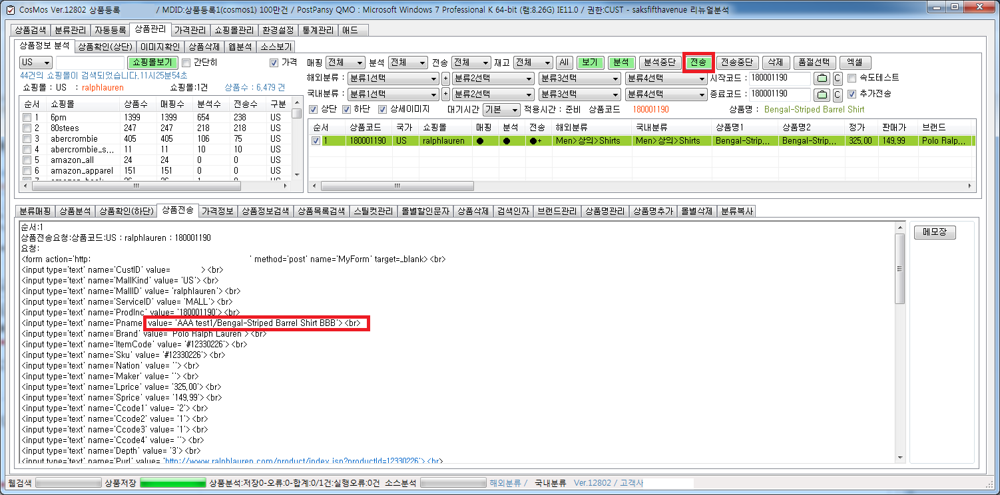 CosMos Ver.12802 상품등록 / MDID:상품등록1(cosmos1) 100만건 / PostPansy QMO : Microsoft Windows 7 Professional K 64-bit (램:8.26G) IE11.0 / 권한:CUST - saksfifthavenue 리뉴얼분석
상품검색 분류관리 자동등록 상품관리 가격관리 쇼핑몰관리 환경설정 통계관리 애드
상품정보 분석 상품확인(상단) 이미지확인 상품삭제 웹분석 소스보기
US 쇼핑몰보기 간단히 가격 매핑 전체 분석 전체 전송 전체 재고 전체 All 보기 분석 분석중단 전송 전송중단 삭제 품절선택 엑셀
44건의 쇼핑몰이 검색되었습니다.11시25분54초
해외분류 : 분류1선택 + 분류2선택 분류3선택 분류4선택 시작코드 : 180001190 C 속도테스트
쇼핑몰 : US : ralphlauren 쇼핑몰:1건 상품수 : 6,479 건
국내분류 : 분류1선택 + 분류2선택 분류3선택 분류4선택 종료코드 : 180001190 C 추가전송
상단 하단 상세이미지 대기시간 기본 적용시간 : 준비 상품코드 180001190 상품명 : Bengal-Striped Barrel Shirt
순서 쇼핑몰 상품수 매핑수 분석수 전송수 구분
1 6pm 1399 1399 654 238 US
2 80stees 247 247 218 218 US
3 abercrombie 405 405 106 75 US
4 abercrombie_s... 11 11 10 10 US
5 amazon_all 24 24 0 0 US
6 amazon_apparel 151 151 0 0 US
순서 상품코드 국가 쇼핑몰 매핑 분석 전송 해외분류 국내분류 상품명1 상품명2 정가 판매가 브랜드
1 180001190 US ralphlauren ● ● ●+ Men>상의>Shirts Men>상의>Shirts Bengal-Strip... Bengal-Strip... 325.00 149.99 Polo Ralp...
분류매핑 상품분석 상품확인(하단) 상품전송 가격정보 상품정보검색 상품목록검색 스틸컷관리 몰별할인문자 상품삭제 검색인자 브랜드관리 상품명관리 상품명추가 몰별삭제 분류복사
순서:1
상품전송요청:상품코드:US : ralphlauren : 180001190
요청:
<form action='http: ' method='post' name='MyForm' target=_blank><br>
<input type='text' name='CustID' value= ><br>
<input type='text' name='MallKind' value= 'US'><br>
<input type='text' name='MallID' value= 'ralphlauren'><br>
<input type='text' name='ServiceID' value= 'MALL'><br>
<input type='text' name='ProdInc' value= '180001190'><br>
<input type='text' name='Pname' value= 'AAA test1/Bengal-Striped Barrel Shirt BBB'><br>
<input type='text' name='Brand' value= 'Polo Ralph Lauren'><br>
<input type='text' name='ItemCode' value= '#12330226'><br>
<input type='text' name='Sku' value= '#12330226'><br>
<input type='text' name='Nation' value= ''><br>
<input type='text' name='Maker' value= ''><br>
<input type='text' name='Lprice' value= '325.00'><br>
<input type='text' name='Sprice' value= '149.99'><br>
<input type='text' name='Ccode1' value= '2'><br>
<input type='text' name='Ccode2' value= '1'><br>
<input type='text' name='Ccode3' value= '1'><br>
<input type='text' name='Ccode4' value= ''><br>
<input type='text' name='Depth' value= '3'><br>
<input type='text' name='Purl' value= 'http://www.ralphlauren.com/product/index.jsp?productId=12330226'><br>
메모장
웹검색 상품저장 상품분석:저장0-오류:0-합계:0/1건:실행오류:0건 소스분석 해외분류 / 국내분류 Ver.12802 / 고객사